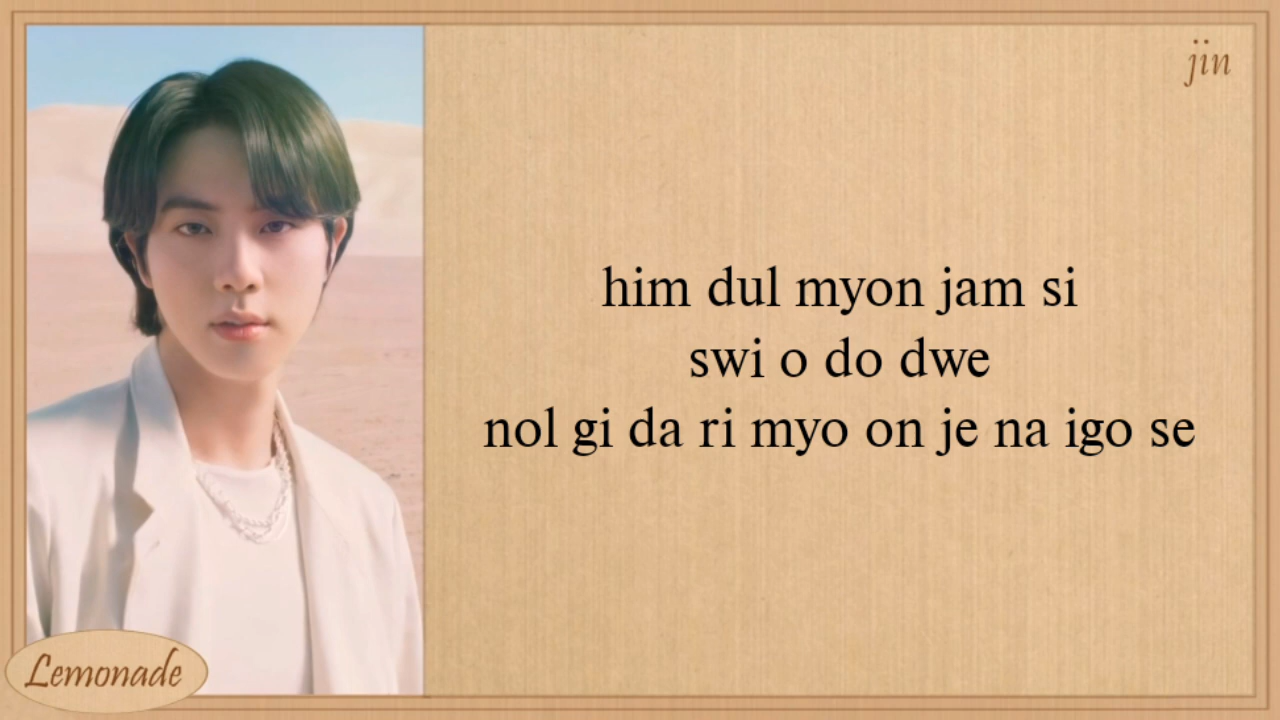 jin
him dul myon jam si
swi o do dwe
nol gi da ri myo on je na igo se
Lemonade